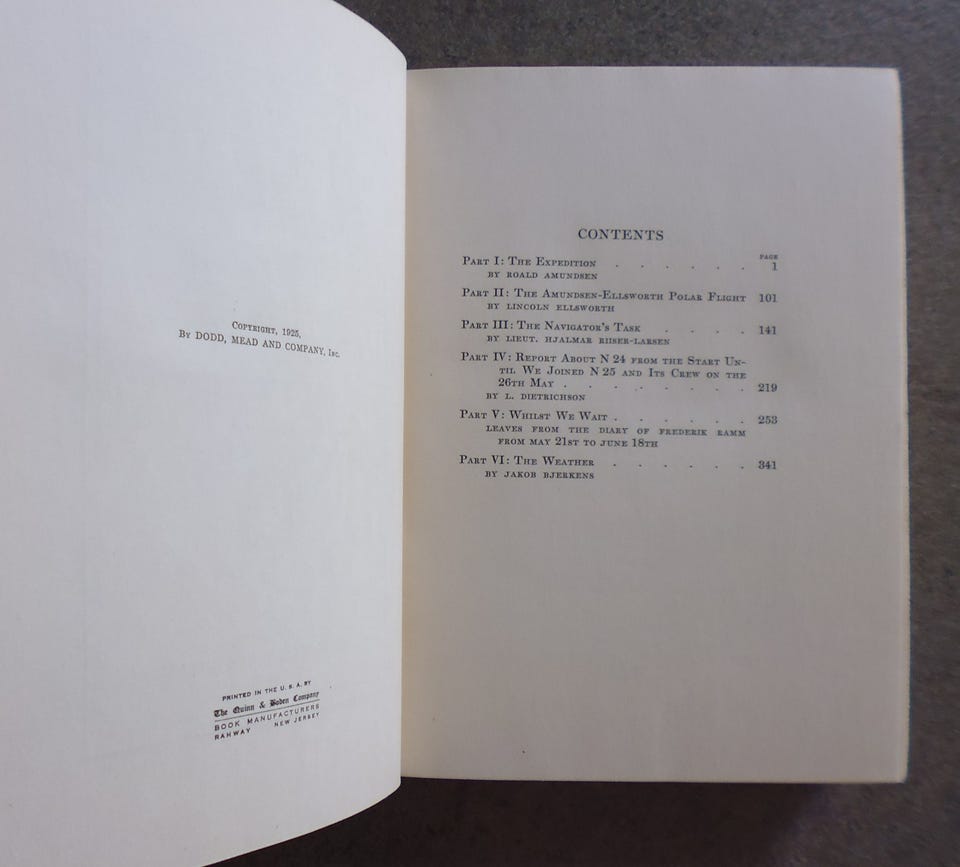 COPYRIGHT, 1925,
BY DODD, MEAD AND COMPANY, INC.
PRINTED IN THE U. S. A. BY
The Quinn & Boden Company
BOOK MANUFACTURERS
RAHWAY NEW JERSEY
CONTENTS
PAGE
PART I: THE EXPEDITION . . . . . . 1
BY ROALD AMUNDSEN
PART II: THE AMUNDSEN-ELLSWORTH POLAR FLIGHT 101
BY LINCOLN ELLSWORTH
PART III: THE NAVIGATOR'S TASK . . . . 141
BY LIEUT. HJALMAR RIISER-LARSEN
PART IV: REPORT ABOUT N 24 FROM THE START UN-
TIL WE JOINED N 25 AND ITS CREW ON THE
26TH MAY . . . . . . . . 219
BY L. DIETRICHSON
PART V: WHILST WE WAIT . . . . . . 253
LEAVES FROM THE DIARY OF FREDERIK RAMM
FROM MAY 21ST TO JUNE 18TH
PART VI: THE WEATHER . . . . . . 341
BY JAKOB BJERKENS